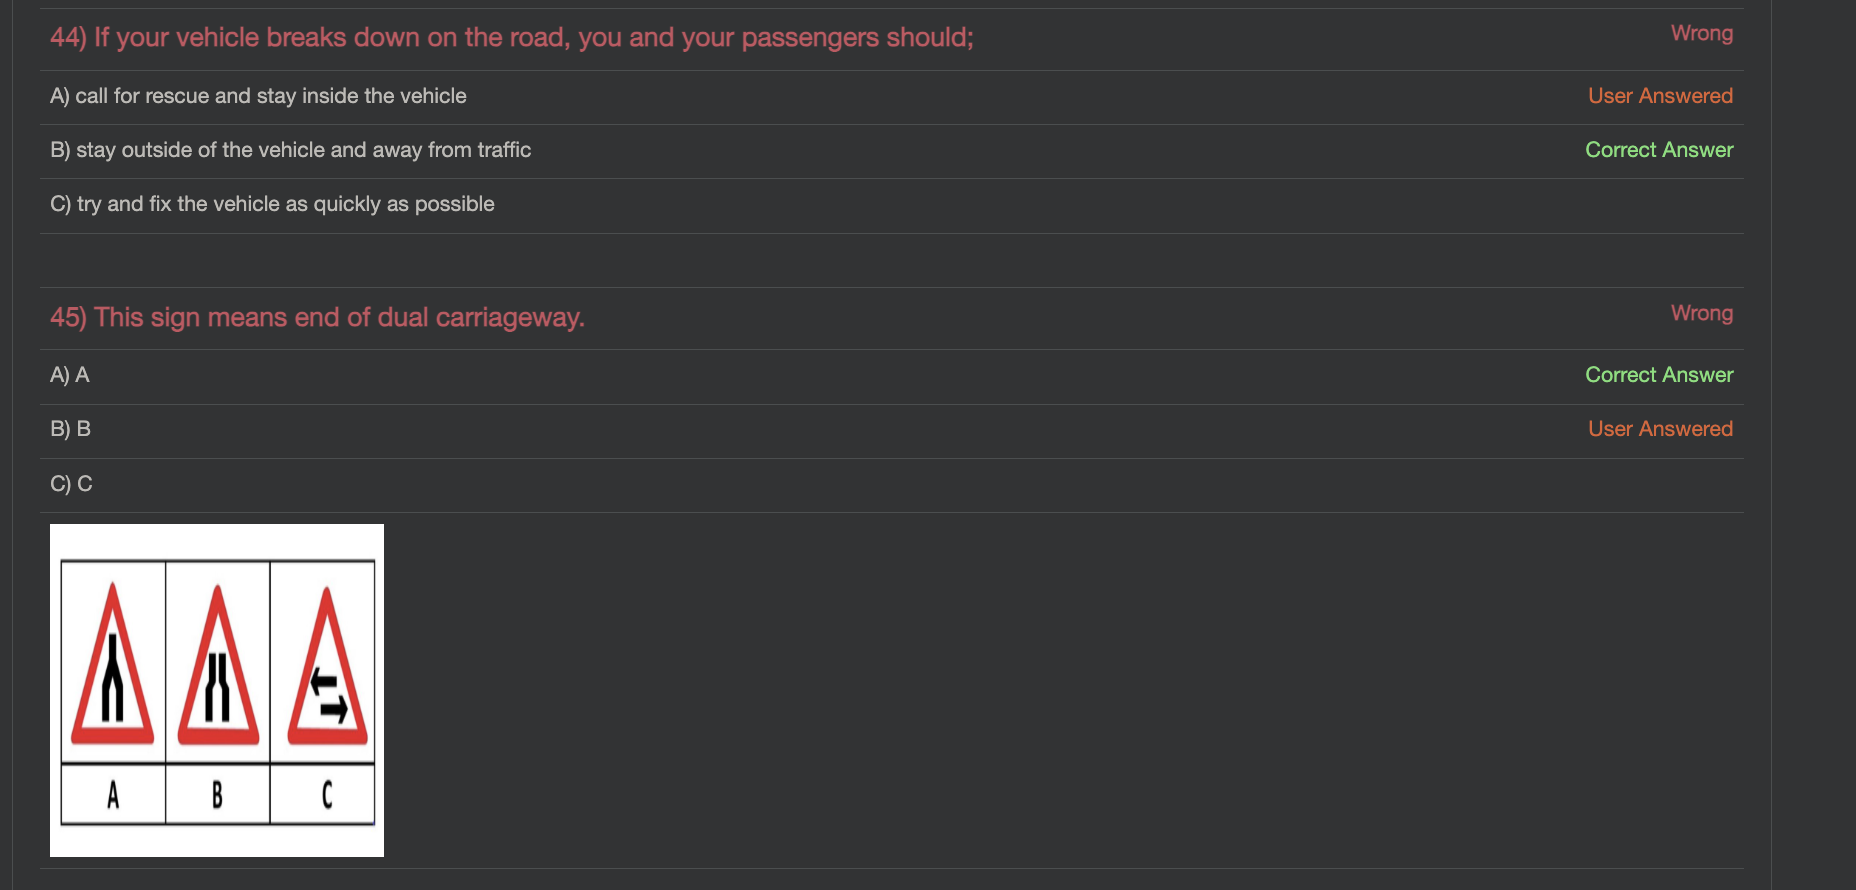 44) If your vehicle breaks down on the road, you and your passengers should; Wrong
A) call for rescue and stay inside the vehicle User Answered
B) stay outside of the vehicle and away from traffic Correct Answer
C) try and fix the vehicle as quickly as possible
45) This sign means end of dual carriageway. Wrong
A) A Correct Answer
B) B User Answered
C) C
A B C